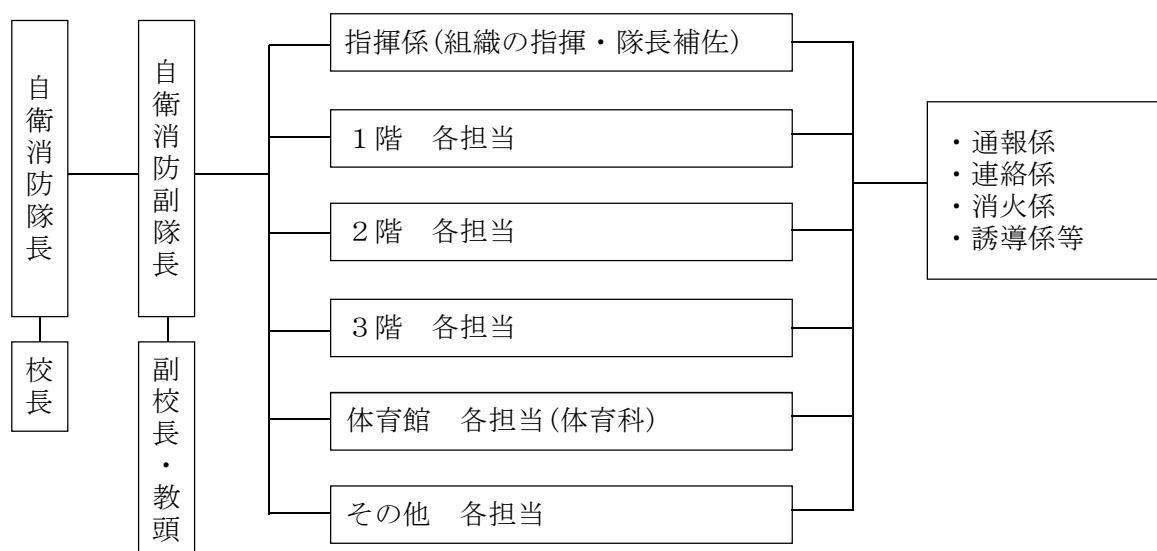 自衛消防隊長
校長
自衛消防副隊長
副校長・教頭
指揮係(組織の指揮・隊長補佐)
１階　各担当
２階　各担当
３階　各担当
体育館　各担当(体育科)
その他　各担当
・通報係
・連絡係
・消火係
・誘導係等